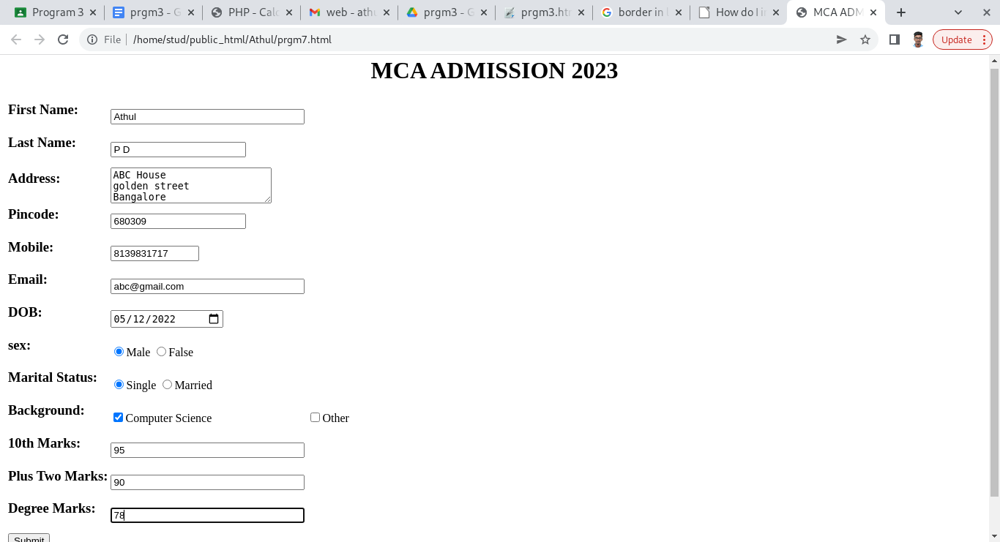 Program 3
prgm3 - G
PHP - Calc
web - athu
prgm3 - G
prgm3.htm
border in
How do I i
MCA ADM
File
/home/stud/public_html/Athul/prgm7.html
Update
MCA ADMISSION 2023
First Name: Athul
Last Name: P D
Address: ABC House
golden street
Bangalore
Pincode: 680309
Mobile: 8139831717
Email: abc@gmail.com
DOB: 05/12/2022
sex: Male False
Marital Status: Single Married
Background: Computer Science Other
10th Marks: 95
Plus Two Marks: 90
Degree Marks: 78
Submit